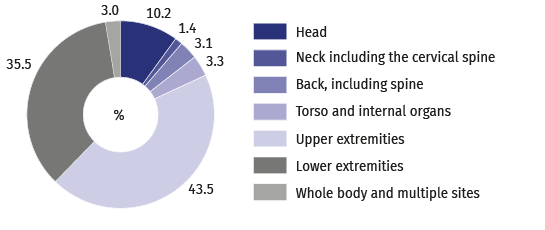 3.0
10.2
1.4
3.1
3.3
35.5
%
43.5
Head
Neck including the cervical spine
Back, including spine
Torso and internal organs
Upper extremities
Lower extremities
Whole body and multiple sites